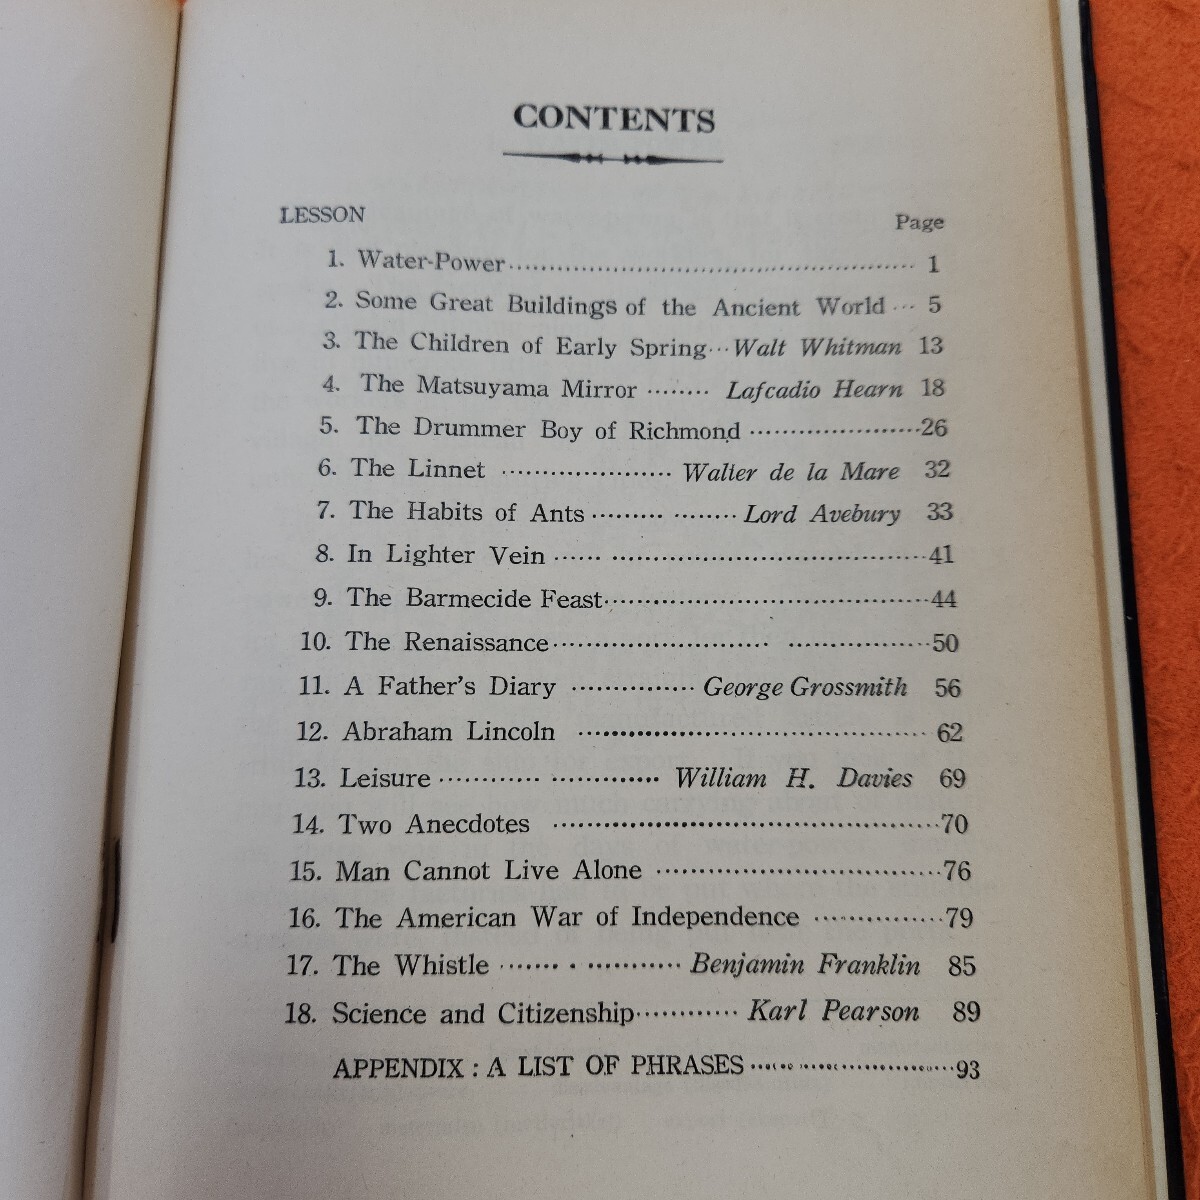 CONTENTS
LESSON Page
1. Water-Power 1
2. Some Great Buildings of the Ancient World 5
3. The Children of Early Spring Walt Whitman 13
4. The Matsuyama Mirror Lafcadio Hearn 18
5. The Drummer Boy of Richmond 26
6. The Linnet Walter de la Mare 32
7. The Habits of Ants Lord Avebury 33
8. In Lighter Vein 41
9. The Barmecide Feast 44
10. The Renaissance 50
11. A Father's Diary George Grossmith 56
12. Abraham Lincoln 62
13. Leisure William H. Davies 69
14. Two Anecdotes 70
15. Man Cannot Live Alone 76
16. The American War of Independence 79
17. The Whistle Benjamin Franklin 85
18. Science and Citizenship Karl Pearson 89
APPENDIX : A LIST OF PHRASES 93